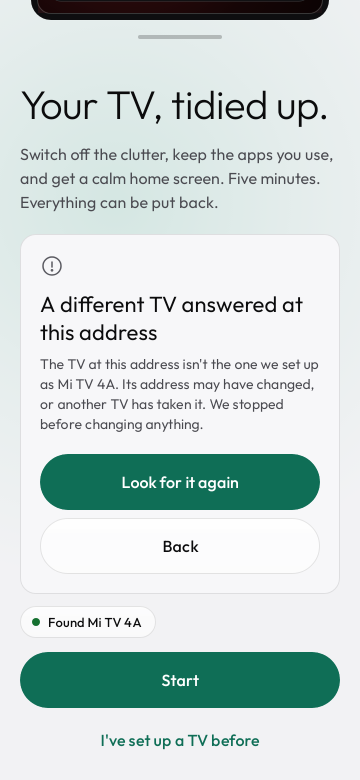 Your TV, tidied up.
Switch off the clutter, keep the apps you use,
and get a calm home screen. Five minutes.
Everything can be put back.
A different TV answered at
this address
The TV at this address isn't the one we set up
as Mi TV 4A. Its address may have changed,
or another TV has taken it. We stopped
before changing anything.
Look for it again
Back
Found Mi TV 4A
Start
I've set up a TV before